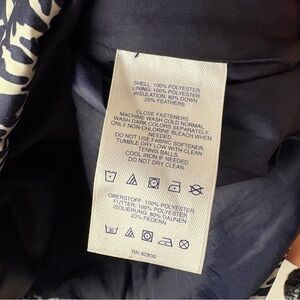 SHELL: 100% POLYESTER
LINING: 100% POLYESTER
INSULATION: 80% DOWN
20% FEATHERS
CLOSE FASTENERS.
MACHINE WASH COLD NORMAL.
WASH DARK COLORS SEPARATELY.
ONLY NON-CHLORINE BLEACH WHEN
NEEDED.
DO NOT USE FABRIC SOFTENER.
TUMBLE DRY LOW WITH CLEAN
TENNIS BALLS.
COOL IRON IF NEEDED.
DO NOT DRY CLEAN.
OBERSTOFF: 100% POLYESTER
FUTTER: 100% POLYESTER
ISOLIERUNG: 80% DAUNEN
20% FEDERN
RN 62830